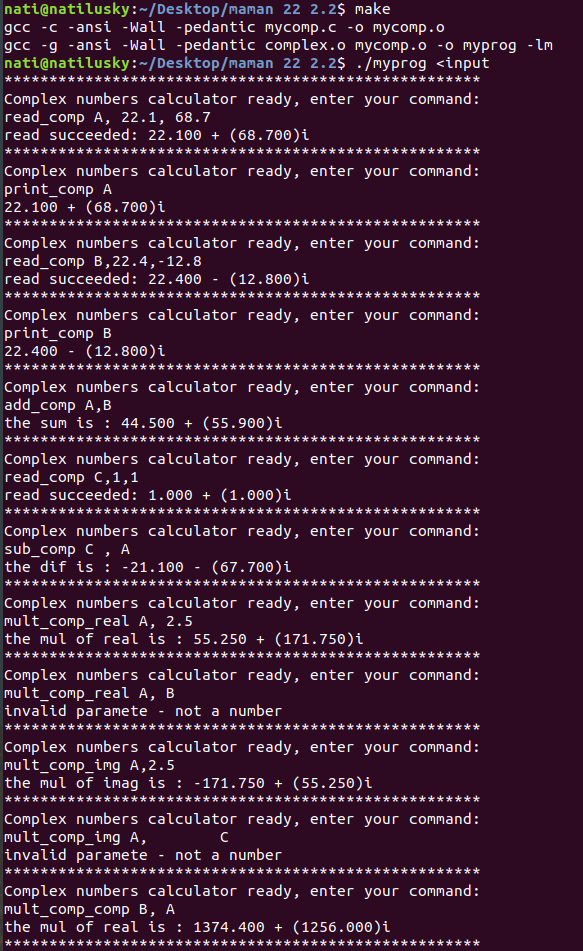 nati@natilusky:~/Desktop/maman 22 2.2$ make
gcc -c -ansi -Wall -pedantic mycomp.c -o mycomp.o
gcc -g -ansi -Wall -pedantic complex.o mycomp.o -o myprog -lm
nati@natilusky:~/Desktop/maman 22 2.2$ ./myprog <input
*****************************************************
Complex numbers calculator ready, enter your command:
read_comp A, 22.1, 68.7
read succeeded: 22.100 + (68.700)i
*****************************************************
Complex numbers calculator ready, enter your command:
print_comp A
22.100 + (68.700)i
*****************************************************
Complex numbers calculator ready, enter your command:
read_comp B,22.4,-12.8
read succeeded: 22.400 - (12.800)i
*****************************************************
Complex numbers calculator ready, enter your command:
print_comp B
22.400 - (12.800)i
*****************************************************
Complex numbers calculator ready, enter your command:
add_comp A,B
the sum is : 44.500 + (55.900)i
*****************************************************
Complex numbers calculator ready, enter your command:
read_comp C,1,1
read succeeded: 1.000 + (1.000)i
*****************************************************
Complex numbers calculator ready, enter your command:
sub_comp C , A
the dif is : -21.100 - (67.700)i
*****************************************************
Complex numbers calculator ready, enter your command:
mult_comp_real A, 2.5
the mul of real is : 55.250 + (171.750)i
*****************************************************
Complex numbers calculator ready, enter your command:
mult_comp_real A, B
invalid paramete - not a number
*****************************************************
Complex numbers calculator ready, enter your command:
mult_comp_img A,2.5
the mul of imag is : -171.750 + (55.250)i
*****************************************************
Complex numbers calculator ready, enter your command:
mult_comp_img A,        C
invalid paramete - not a number
*****************************************************
Complex numbers calculator ready, enter your command:
mult_comp_comp B, A
the mul of real is : 1374.400 + (1256.000)i
*****************************************************